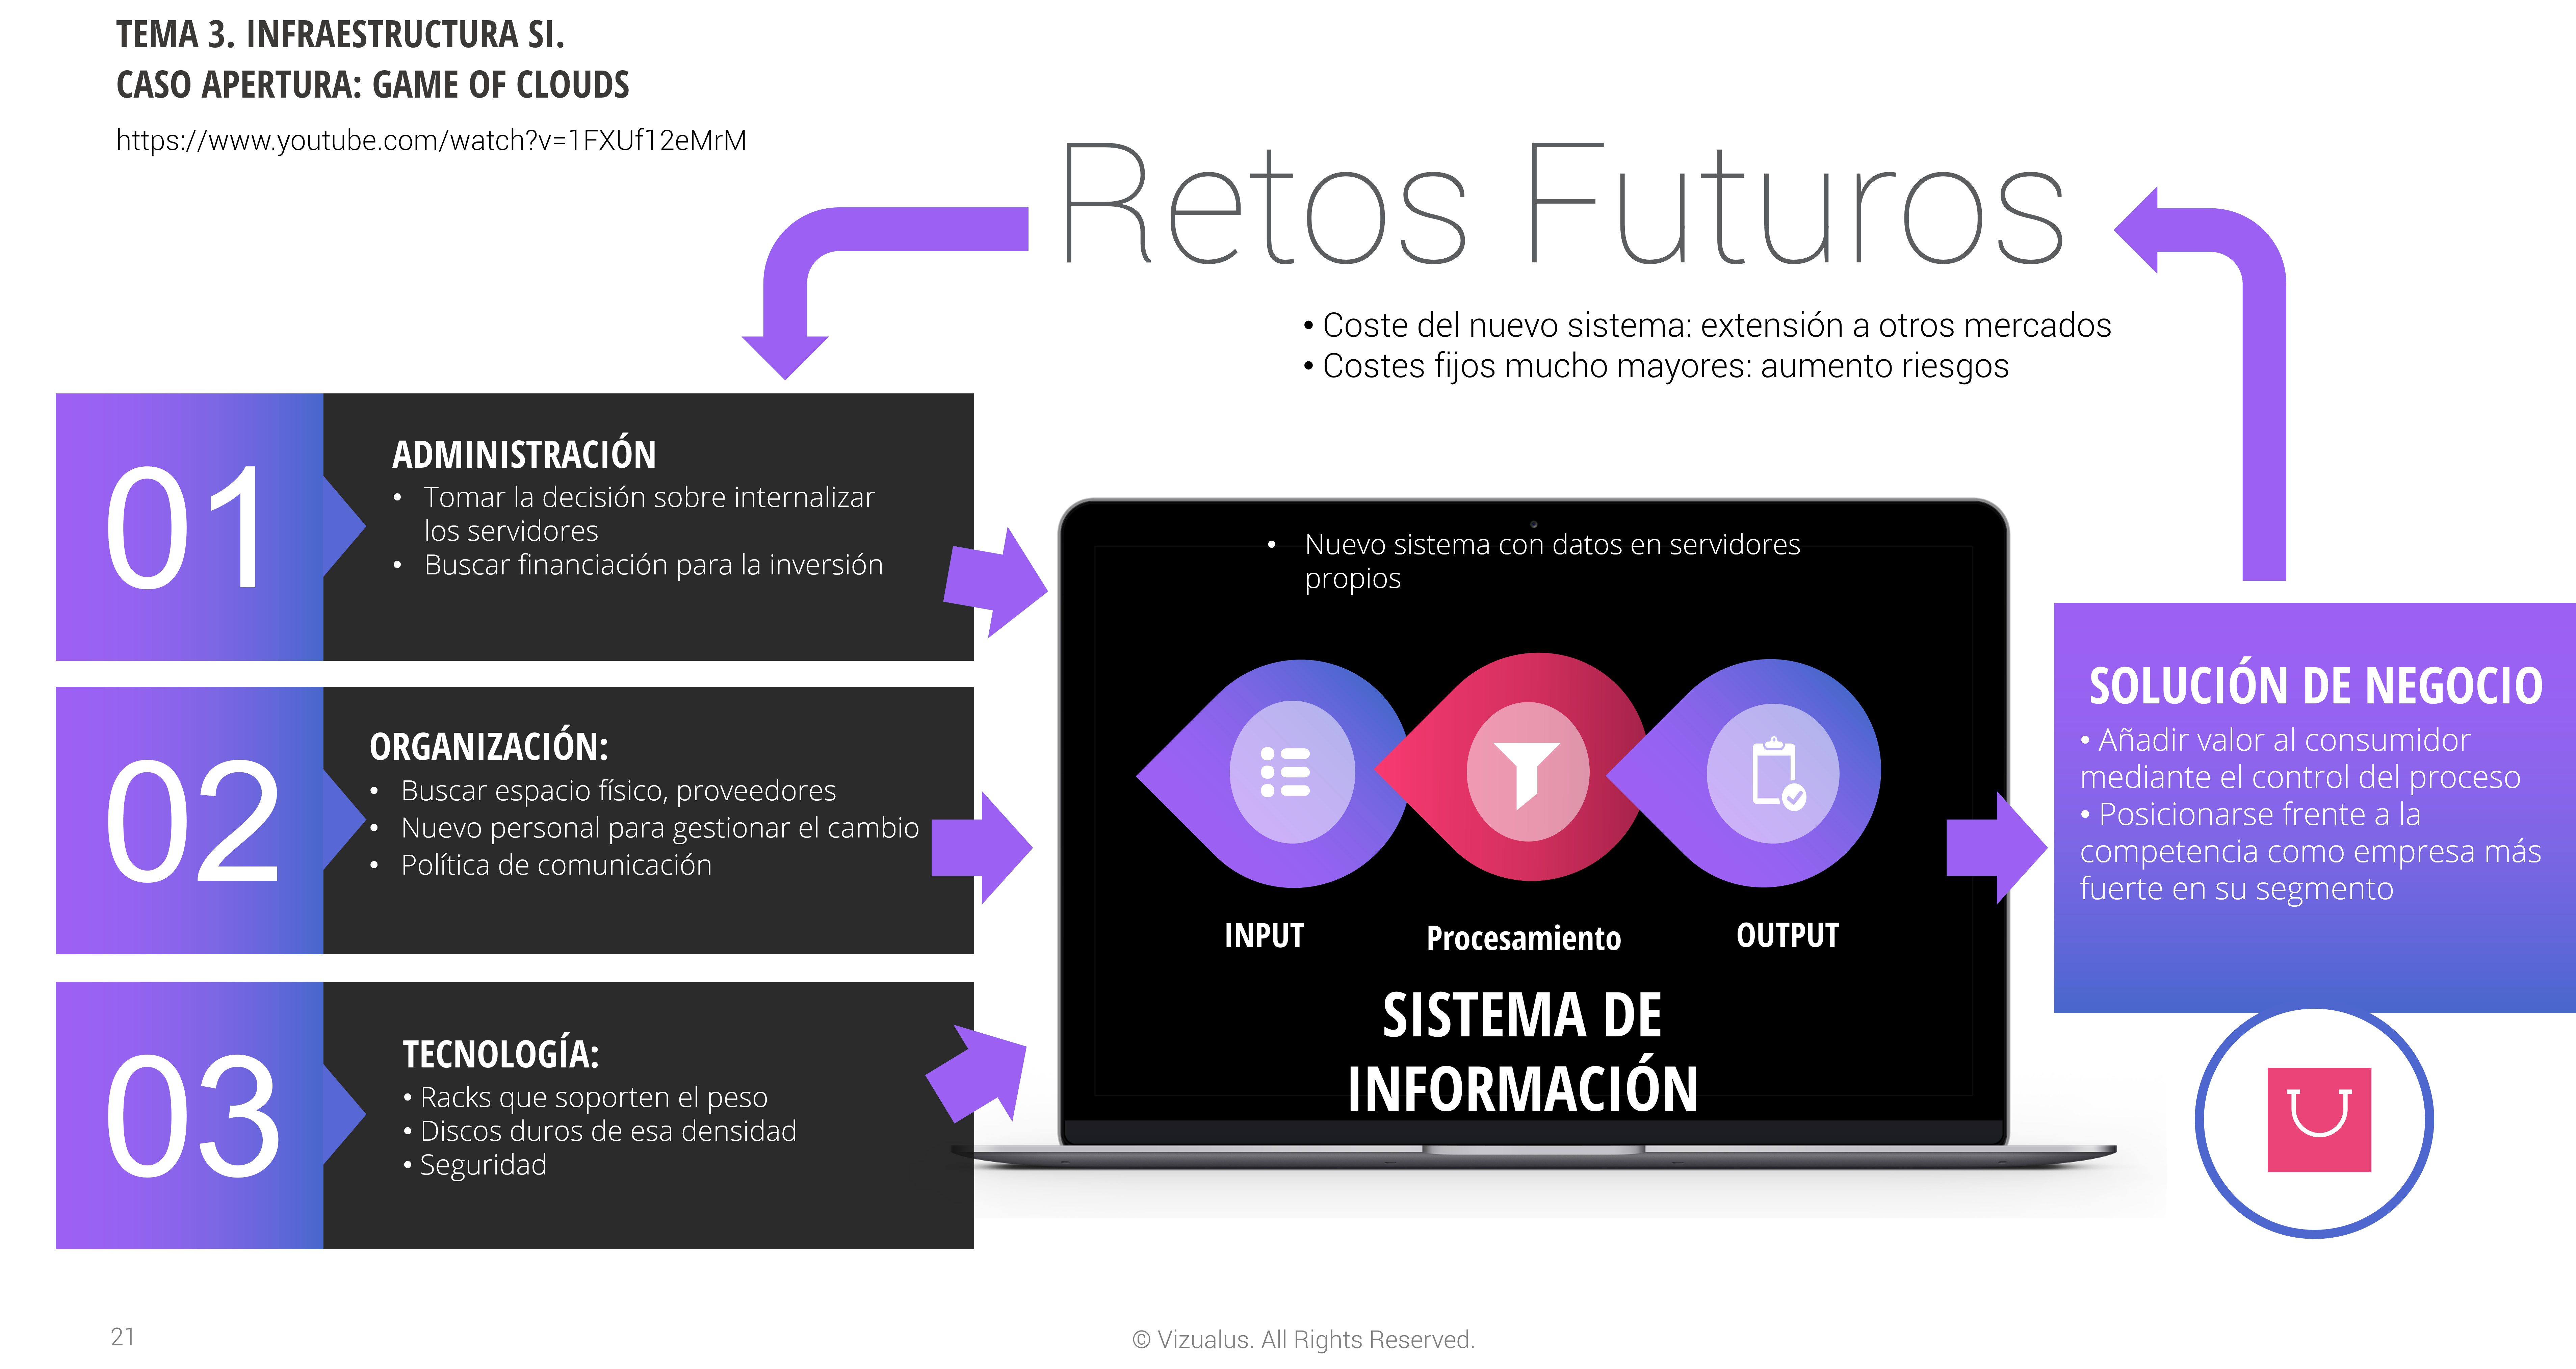 TEMA 3. INFRAESTRUCTURA SI.
CASO APERTURA: GAME OF CLOUDS
https://www.youtube.com/watch?v=1FXUf12eMrM
Retos Futuros
• Coste del nuevo sistema: extensión a otros mercados
• Costes fijos mucho mayores: aumento riesgos
01
ADMINISTRACIÓN
• Tomar la decisión sobre internalizar
los servidores
• Buscar financiación para la inversión
02
ORGANIZACIÓN:
• Buscar espacio físico, proveedores
• Nuevo personal para gestionar el cambio
• Política de comunicación
03
TECNOLOGÍA:
• Racks que soporten el peso
• Discos duros de esa densidad
• Seguridad
• Nuevo sistema con datos en servidores
propios
INPUT
Procesamiento
OUTPUT
SISTEMA DE
INFORMACIÓN
SOLUCIÓN DE NEGOCIO
• Añadir valor al consumidor
mediante el control del proceso
• Posicionarse frente a la
competencia como empresa más
fuerte en su segmento
21
© Vizualus. All Rights Reserved.